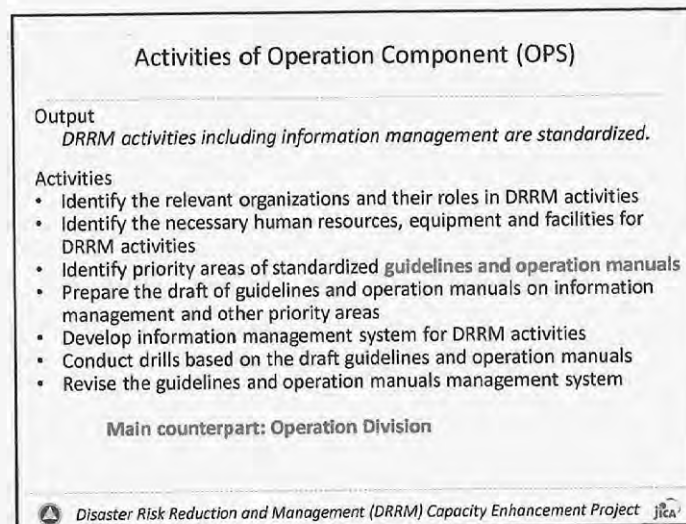 Activities of Operation Component (OPS)
Output
DRRM activities including information management are standardized.
Activities
• Identify the relevant organizations and their roles in DRRM activities
• Identify the necessary human resources, equipment and facilities for
DRRM activities
• Identify priority areas of standardized guidelines and operation manuals
• Prepare the draft of guidelines and operation manuals on information
management and other priority areas
• Develop information management system for DRRM activities
• Conduct drills based on the draft guidelines and operation manuals
• Revise the guidelines and operation manuals management system
Main counterpart: Operation Division
Disaster Risk Reduction and Management (DRRM) Capacity Enhancement Project jica